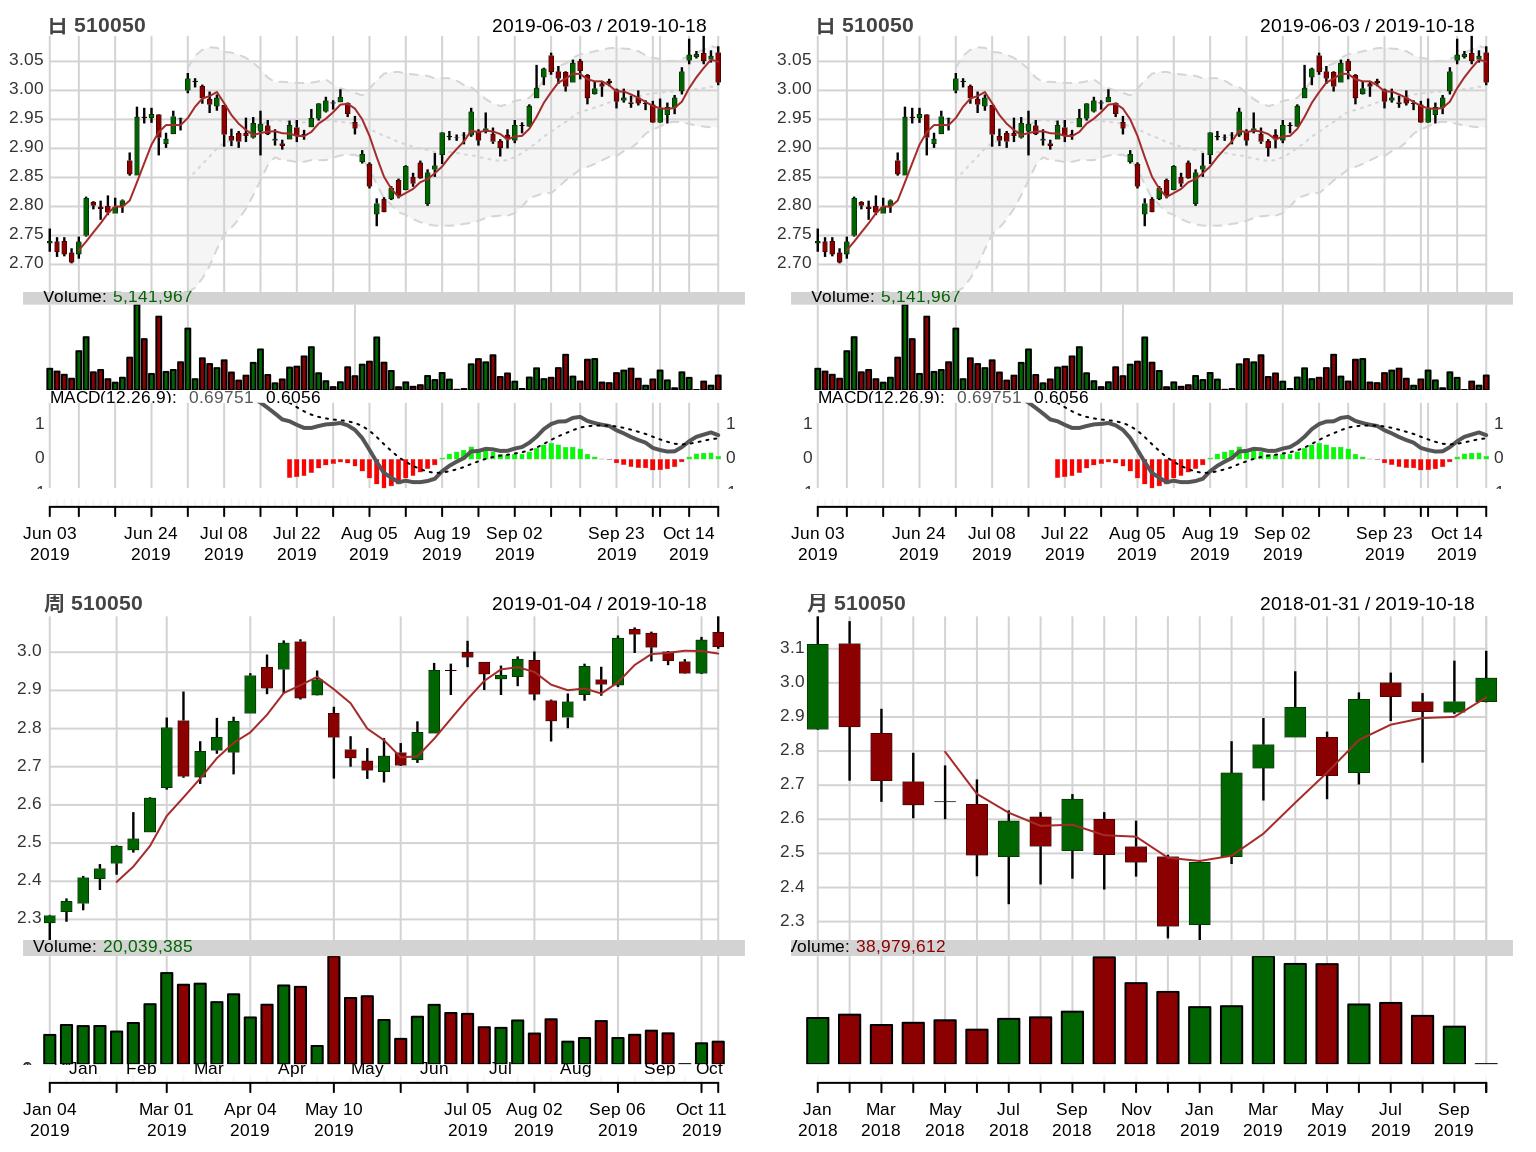 日 510050
2019-06-03 / 2019-10-18
3.05
3.00
2.95
2.90
2.85
2.80
2.75
2.70
Volume: 5,141,967
MACD(12,26,9): 0.69751 0.6056
1
0
1
0
Jun 03 2019
Jun 24 2019
Jul 08 2019
Jul 22 2019
Aug 05 2019
Aug 19 2019
Sep 02 2019
Sep 23 2019
Oct 14 2019
日 510050
2019-06-03 / 2019-10-18
3.05
3.00
2.95
2.90
2.85
2.80
2.75
2.70
Volume: 5,141,967
MACD(12,26,9): 0.69751 0.6056
1
0
1
0
Jun 03 2019
Jun 24 2019
Jul 08 2019
Jul 22 2019
Aug 05 2019
Aug 19 2019
Sep 02 2019
Sep 23 2019
Oct 14 2019
周 510050
2019-01-04 / 2019-10-18
3.0
2.9
2.8
2.7
2.6
2.5
2.4
2.3
Volume: 20,039,385
Jan Feb Mar Apr May Jun Jul Aug Sep Oct
Jan 04 2019
Mar 01 2019
Apr 04 2019
May 10 2019
Jul 05 2019
Aug 02 2019
Sep 06 2019
Oct 11 2019
月 510050
2018-01-31 / 2019-10-18
3.1
3.0
2.9
2.8
2.7
2.6
2.5
2.4
2.3
Volume: 38,979,612
Jan 2018
Mar 2018
May 2018
Jul 2018
Sep 2018
Nov 2018
Jan 2019
Mar 2019
May 2019
Jul 2019
Sep 2019